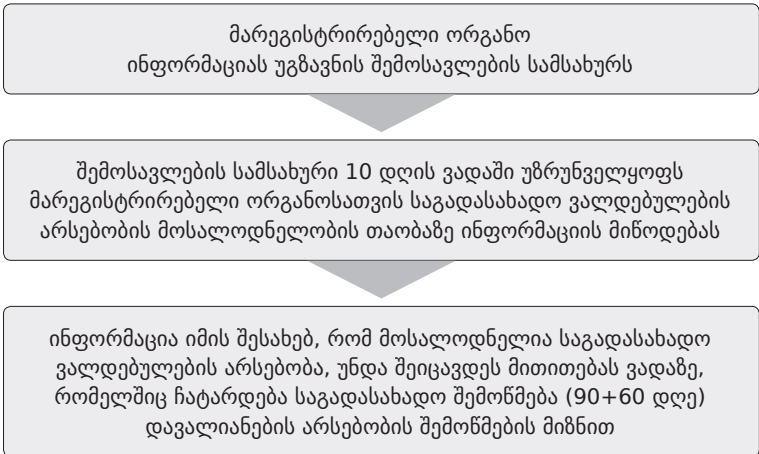 მარეგისტრირებელი ორგანო
ინფორმაციას უგზავნის შემოსავლების სამსახურს
შემოსავლების სამსახური 10 დღის ვადაში უზრუნველყოფს
მარეგისტრირებელი ორგანოსათვის საგადასახადო ვალდებულების
არსებობის მოსალოდნელობის თაობაზე ინფორმაციის მიწოდებას
ინფორმაცია იმის შესახებ, რომ მოსალოდნელია საგადასახადო
ვალდებულების არსებობა, უნდა შეიცავდეს მითითებას ვადაზე,
რომელშიც ჩატარდება საგადასახადო შემოწმება (90+60 დღე)
დავალიანების არსებობის შემოწმების მიზნით